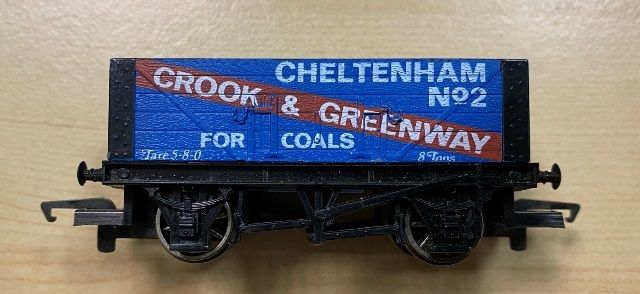 CHELTENHAM
No2
CROOK & GREENWAY
FOR COALS
Tare 5-8-0
8 Tons